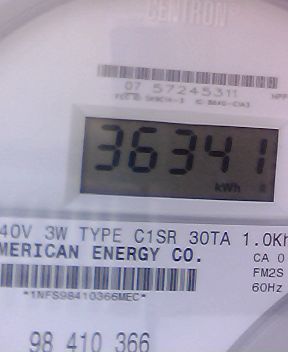 CENTRON®
07 57245311
36341
kWh
40V 3W TYPE C1SR 30TA 1.0Kh
MERICAN ENERGY CO.
CA 0
FM2S
60Hz
*1NFS98410366MEC*
98 410 366